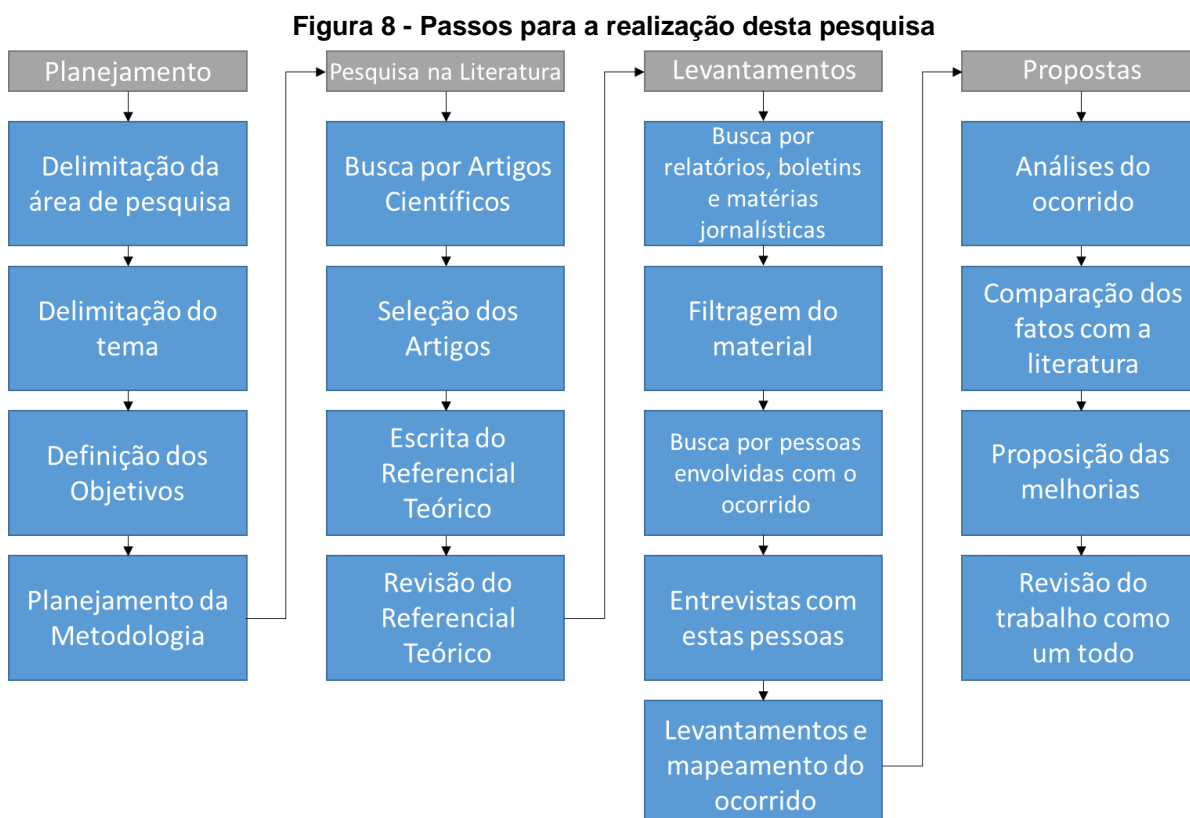 Figura 8 - Passos para a realização desta pesquisa
Planejamento
Delimitação da
área de pesquisa
Delimitação do
tema
Definição dos
Objetivos
Planejamento da
Metodologia
Pesquisa na Literatura
Busca por Artigos
Científicos
Seleção dos
Artigos
Escrita do
Referencial
Teórico
Revisão do
Referencial
Teórico
Levantamentos
Busca por
relatórios, boletins
e matérias
jornalísticas
Filtragem do
material
Busca por pessoas
envolvidas com o
ocorrido
Entrevistas com
estas pessoas
Levantamentos e
mapeamento do
ocorrido
Propostas
Análises do
ocorrido
Comparação dos
fatos com a
literatura
Proposição das
melhorias
Revisão do
trabalho como
um todo